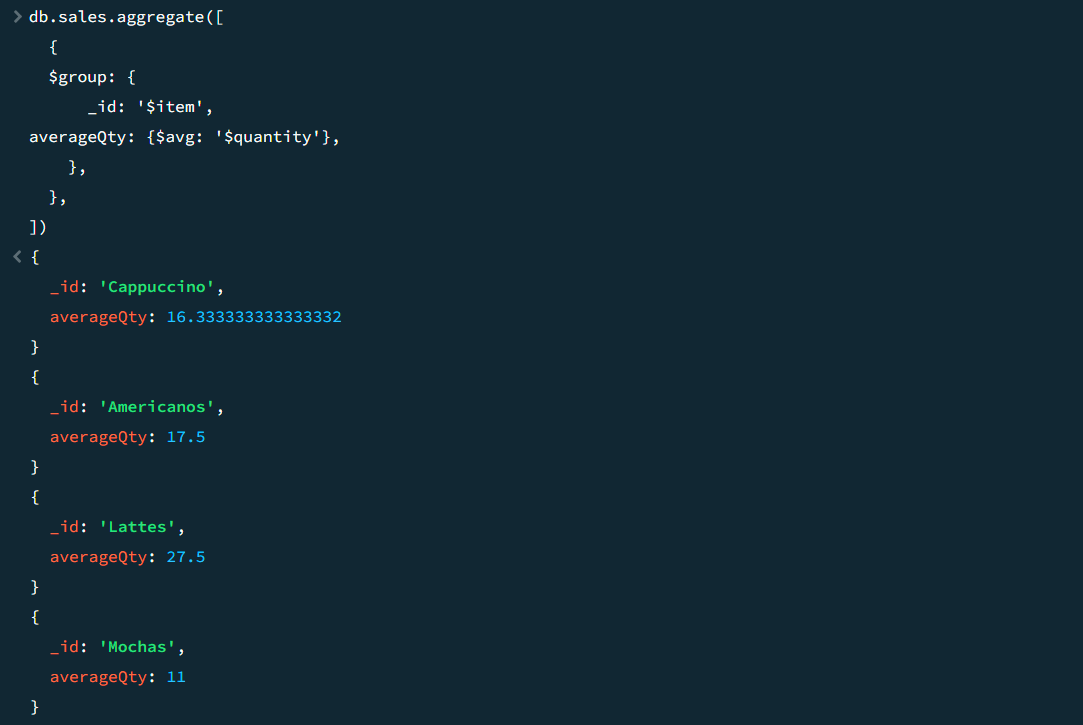 db.sales.aggregate([
{
$group: {
_id: '$item',
averageQty: {$avg: '$quantity'},
},
},
])
{
_id: 'Cappuccino',
averageQty: 16.333333333333332
}
{
_id: 'Americanos',
averageQty: 17.5
}
{
_id: 'Lattes',
averageQty: 27.5
}
{
_id: 'Mochas',
averageQty: 11
}